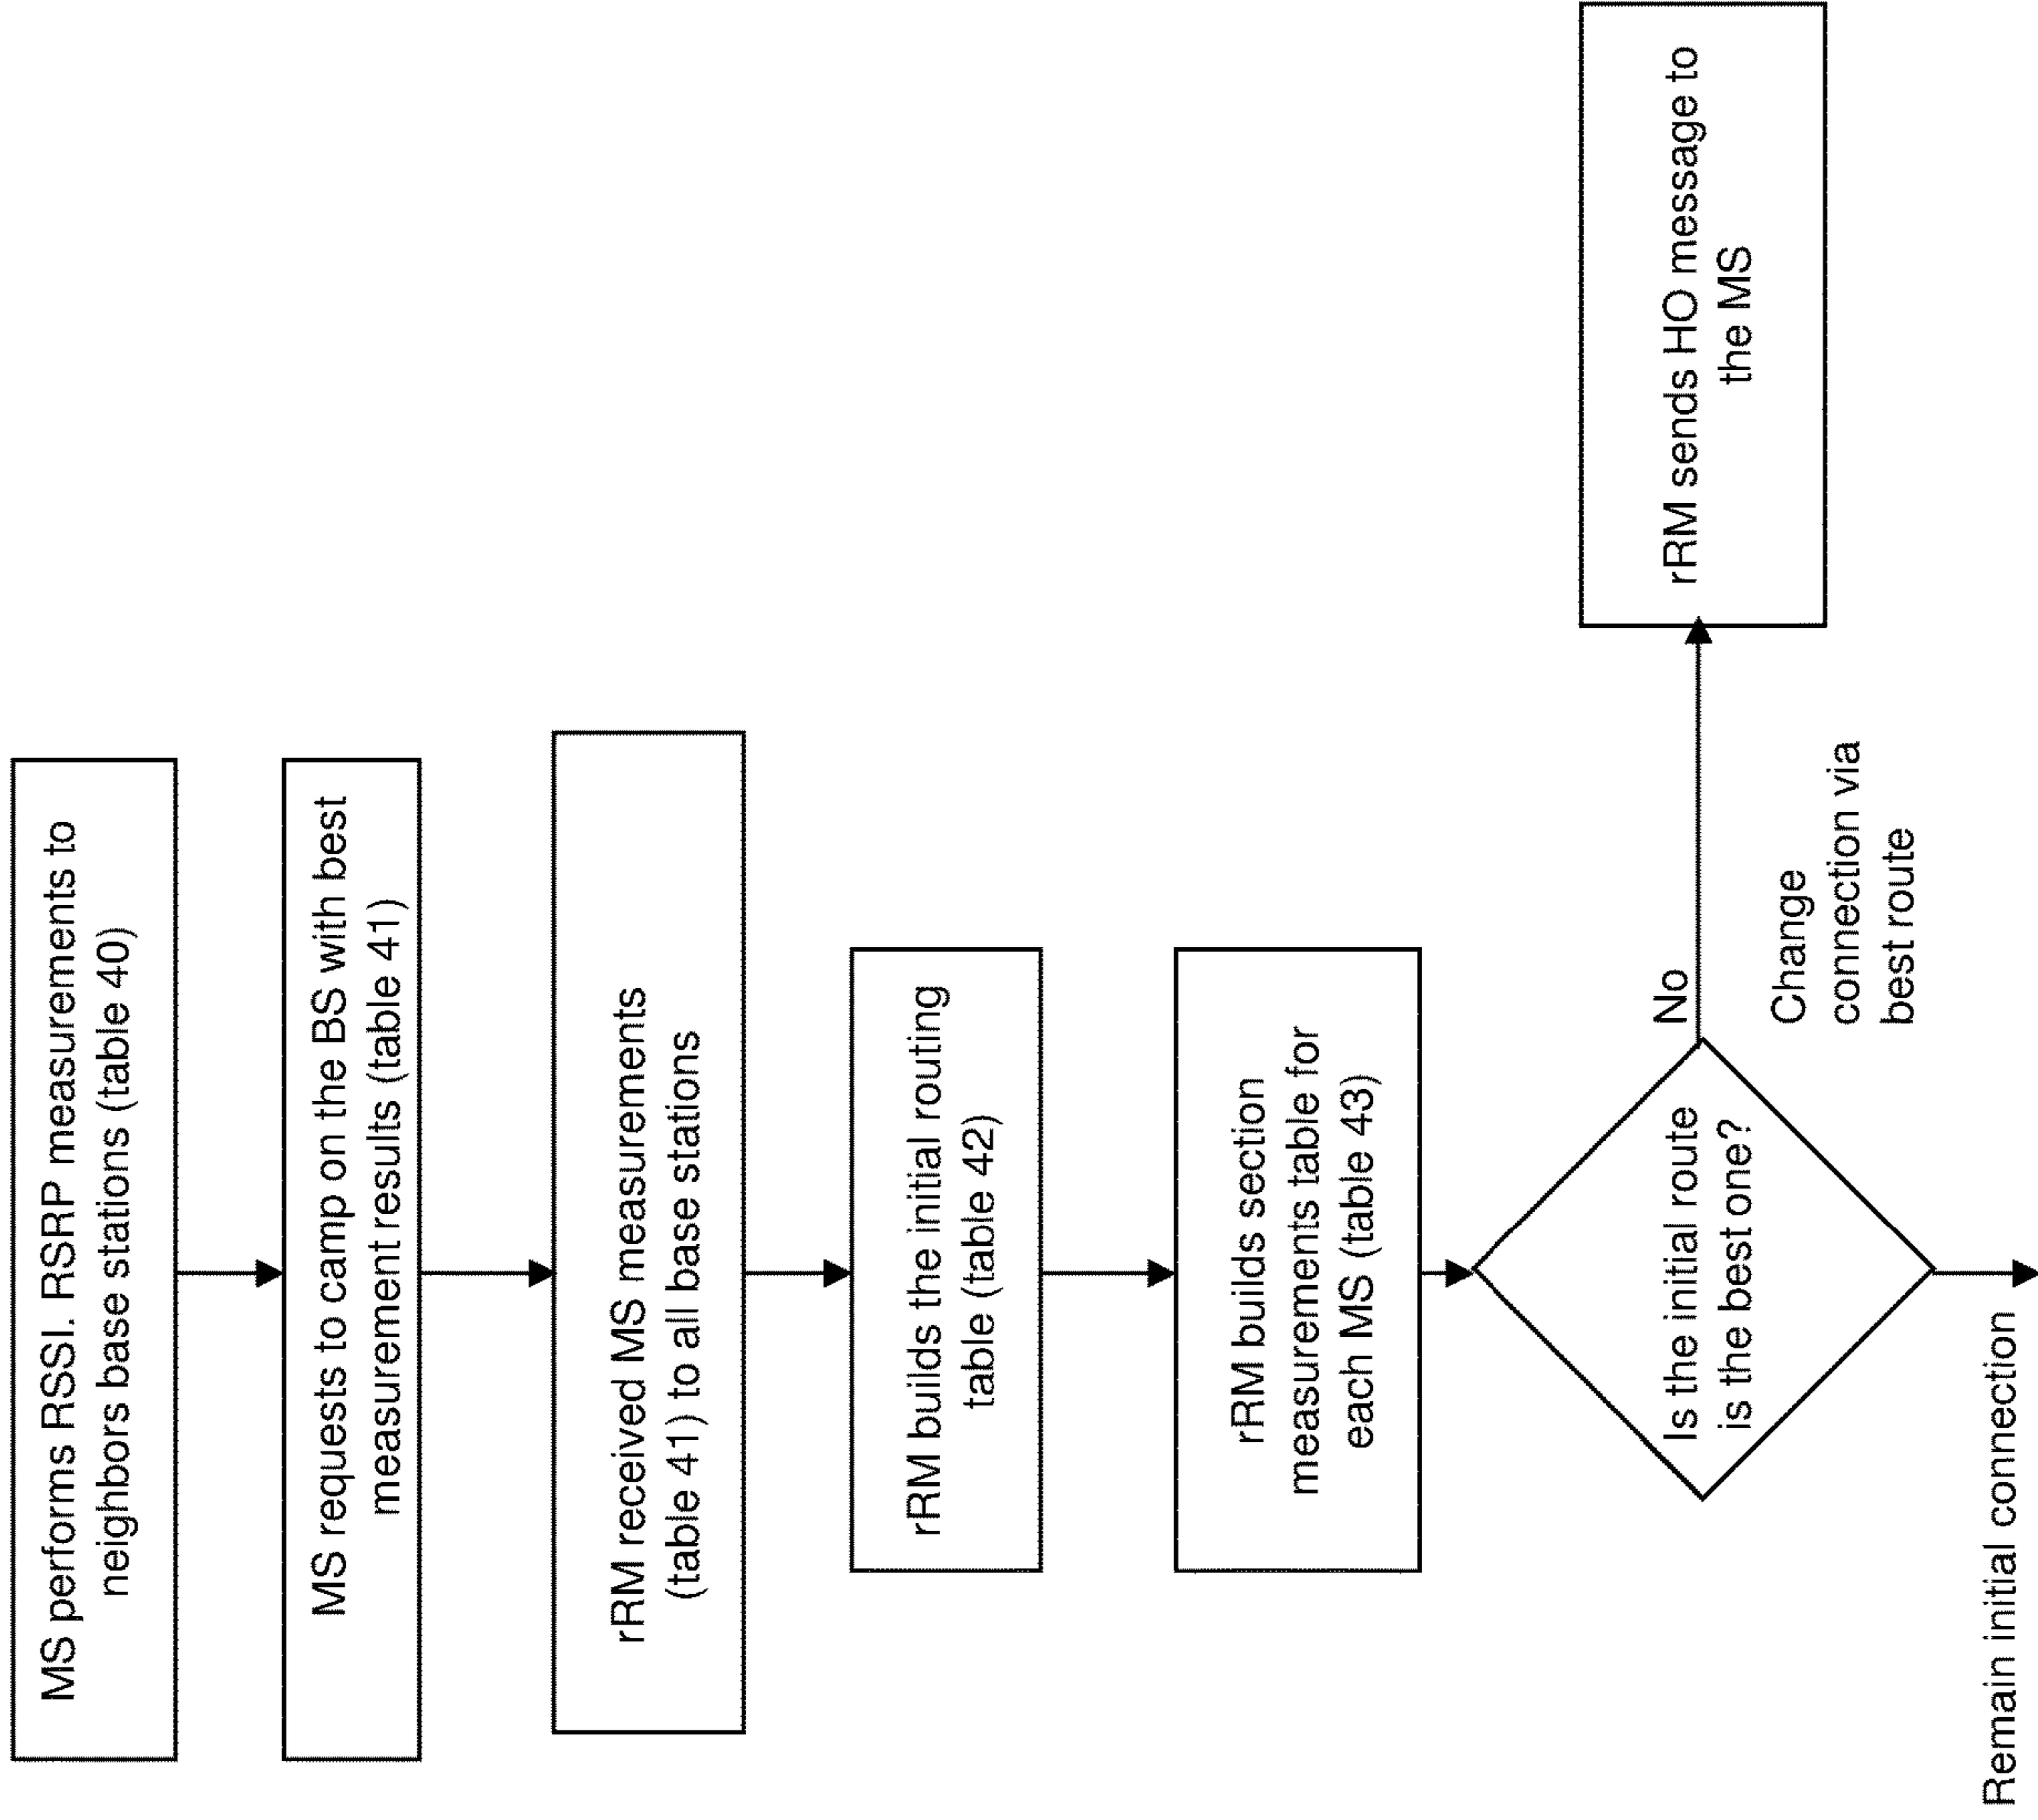 MS performs RSSI. RSRP measurements to
neighbors base stations (table 40)
MS requests to camp on the BS with best
measurement results (table 41)
rRM received MS measurements
(table 41) to all base stations
rRM builds the initial routing
table (table 42)
rRM builds section
measurements table for
each MS (table 43)
Is the initial route
is the best one?
No
Change
connection via
best route
rRM sends HO message to
the MS
Remain initial connection